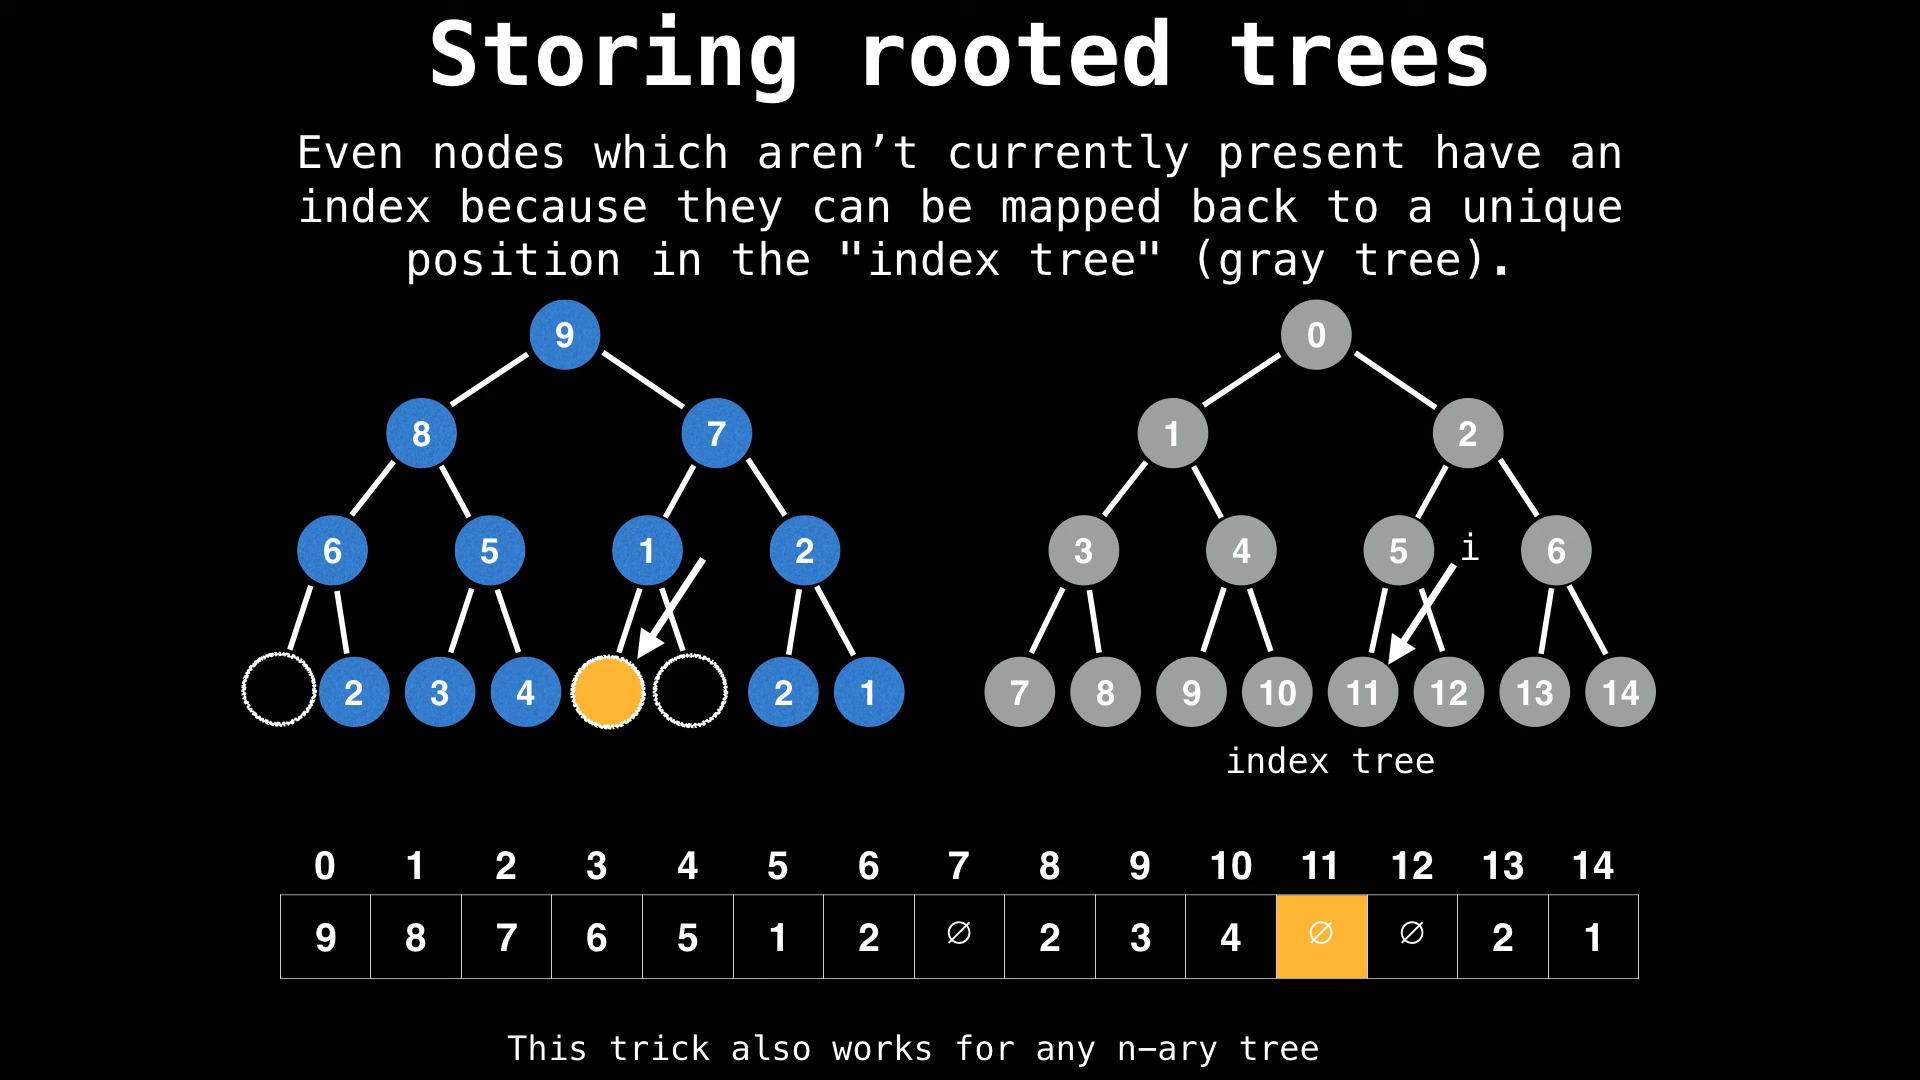 Storing rooted trees
Even nodes which aren’t currently present have an
index because they can be mapped back to a unique
position in the "index tree" (gray tree).
9 0
8 7 1 2
6 5 1 2 3 4 5 i 6
2 3 4 2 1 7 8 9 10 11 12 13 14
index tree
0 1 2 3 4 5 6 7 8 9 10 11 12 13 14
9 8 7 6 5 1 2 ∅ 2 3 4 ∅ ∅ 2 1
This trick also works for any n-ary tree